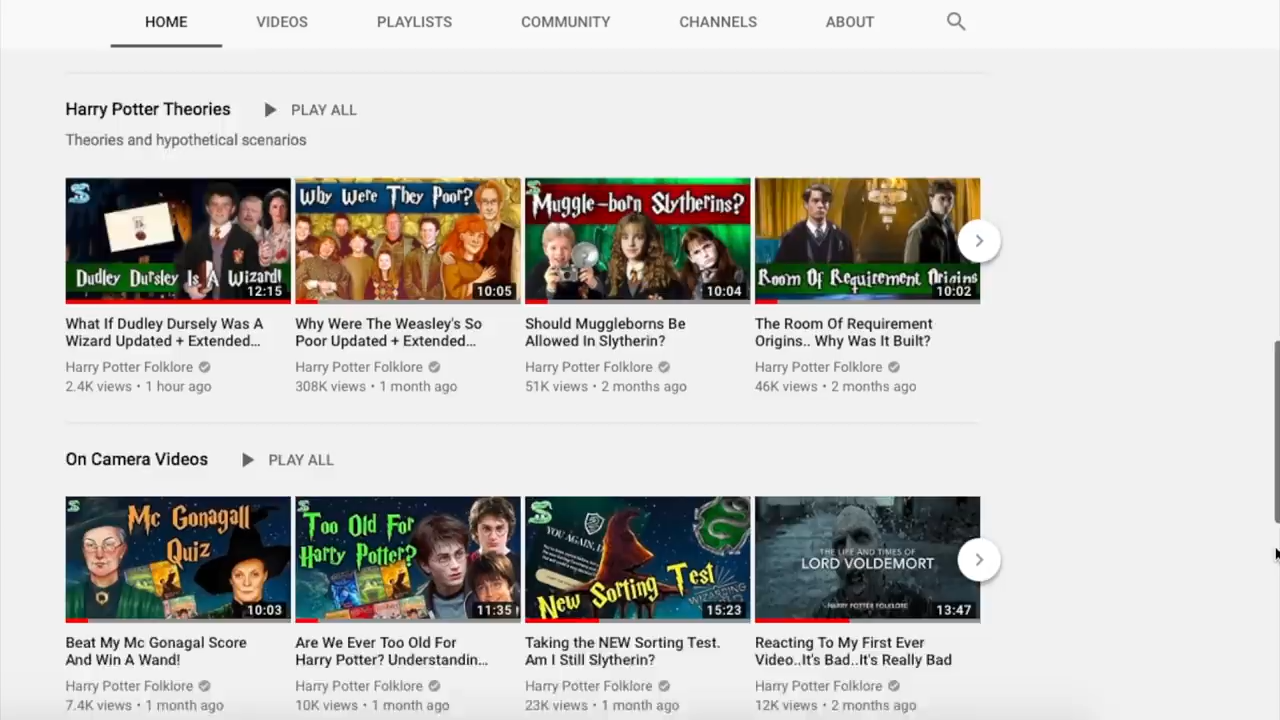 HOME VIDEOS PLAYLISTS COMMUNITY CHANNELS ABOUT
Harry Potter Theories PLAY ALL
Theories and hypothetical scenarios
Dudley Dursley Is A Wizard!
12:15
Why Were They Poor?
10:05
Muggle-born Slytherins?
10:04
Room Of Requirement Origins
10:02
What If Dudley Dursely Was A
Wizard Updated + Extended...
Harry Potter Folklore
2.4K views • 1 hour ago
Why Were The Weasley's So
Poor Updated + Extended...
Harry Potter Folklore
308K views • 1 month ago
Should Muggleborns Be
Allowed In Slytherin?
Harry Potter Folklore
51K views • 2 months ago
The Room Of Requirement
Origins.. Why Was It Built?
Harry Potter Folklore
46K views • 2 months ago
On Camera Videos PLAY ALL
Mc Gonagall
Quiz
10:03
Too Old For
Harry Potter?
11:35
YOU AGAIN,
New Sorting Test
15:23
THE LIFE AND TIMES OF
LORD VOLDEMORT
HARRY POTTER FOLKLORE
13:47
Beat My Mc Gonagal Score
And Win A Wand!
Harry Potter Folklore
7.4K views • 1 month ago
Are We Ever Too Old For
Harry Potter? Understandin...
Harry Potter Folklore
10K views • 1 month ago
Taking the NEW Sorting Test.
Am I Still Slytherin?
Harry Potter Folklore
23K views • 1 month ago
Reacting To My First Ever
Video..It's Bad..It's Really Bad
Harry Potter Folklore
12K views • 2 months ago